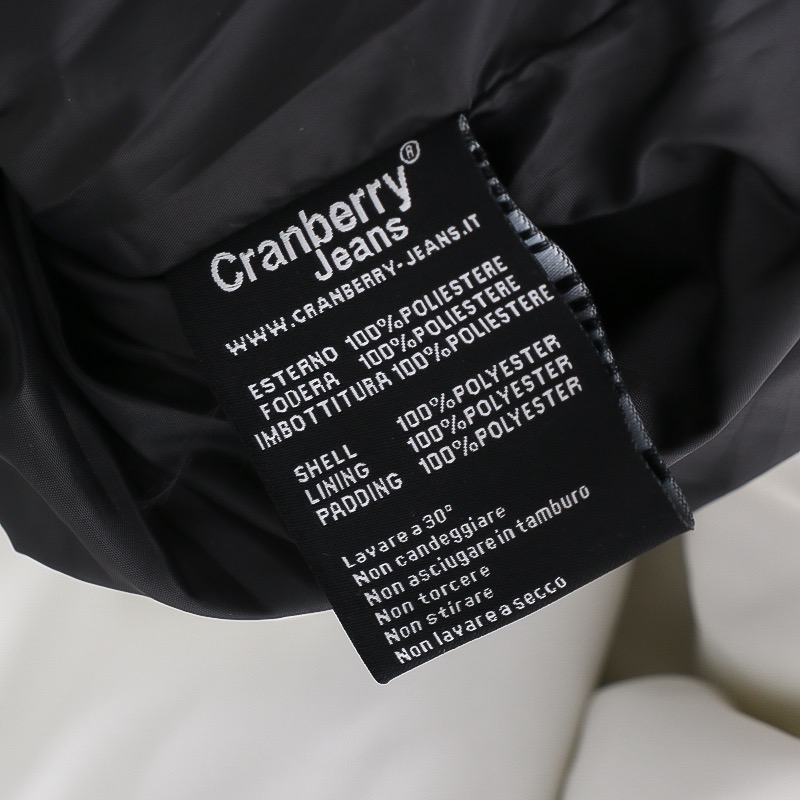 Cranberry®
Jeans
WWW.CRANBERRY-JEANS.IT
ESTERNO 100%POLIESTERE
FODERA 100%POLIESTERE
IMBOTTITURA 100%POLIESTERE
SHELL 100%POLYESTER
LINING 100%POLYESTER
PADDING 100%POLYESTER
Lavare a 30°
Non candeggiare
Non asciugare in tamburo
Non torcere
Non stirare
Non lavare a secco